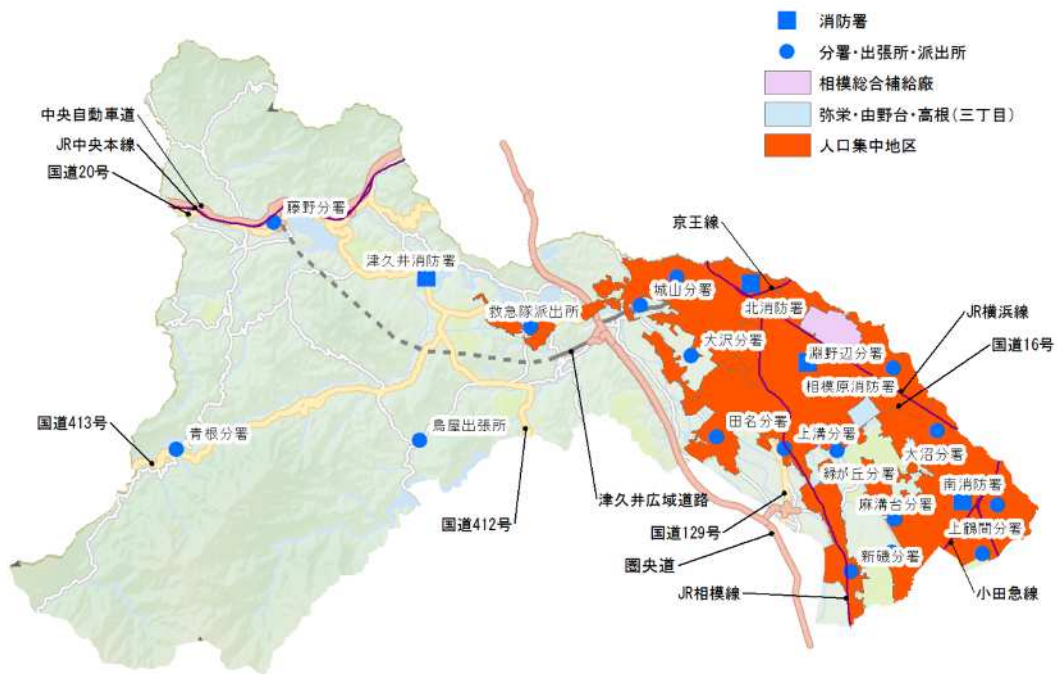 消防署
分署・出張所・派出所
相模総合補給廠
弥栄・由野台・高根(三丁目)
人口集中地区
中央自動車道
JR中央本線
国道20号
藤野分署
津久井消防署
救急隊派出所
京王線
城山分署
北消防署
JR横浜線
大沢分署
淵野辺分署
国道16号
相模原消防署
国道413号
青根分署
鳥屋出張所
田名分署
上溝分署
大沼分署
緑が丘分署
南消防署
麻溝台分署
津久井広域道路
国道412号
国道129号
上鶴間分署
圏央道
新磯分署
JR相模線
小田急線